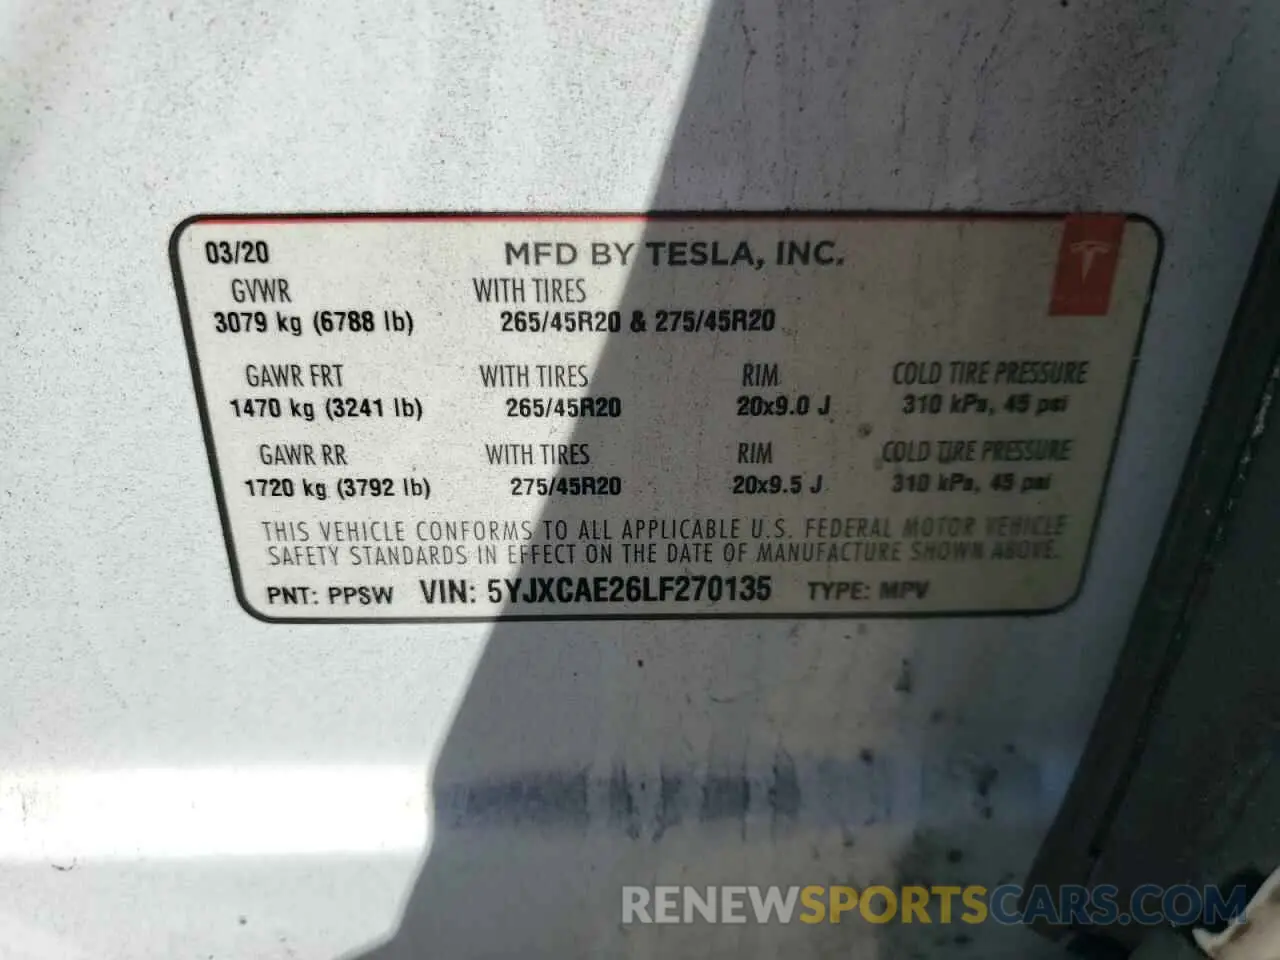 03/20 MFD BY TESLA, INC.
GVWR WITH TIRES
3079 kg (6788 lb) 265/45R20 & 275/45R20
GAWR FRT WITH TIRES RIM COLD TIRE PRESSURE
1470 kg (3241 lb) 265/45R20 20x9.0 J 310 kPa, 45 psi
GAWR RR WITH TIRES RIM COLD TIRE PRESSURE
1720 kg (3792 lb) 275/45R20 20x9.5 J 310 kPa, 45 psi
THIS VEHICLE CONFORMS TO ALL APPLICABLE U.S. FEDERAL MOTOR VEHICLE
SAFETY STANDARDS IN EFFECT ON THE DATE OF MANUFACTURE SHOWN ABOVE.
PNT: PPSW VIN: 5YJXCAE26LF270135 TYPE: MPV
RENEWSPORTSCARS.COM